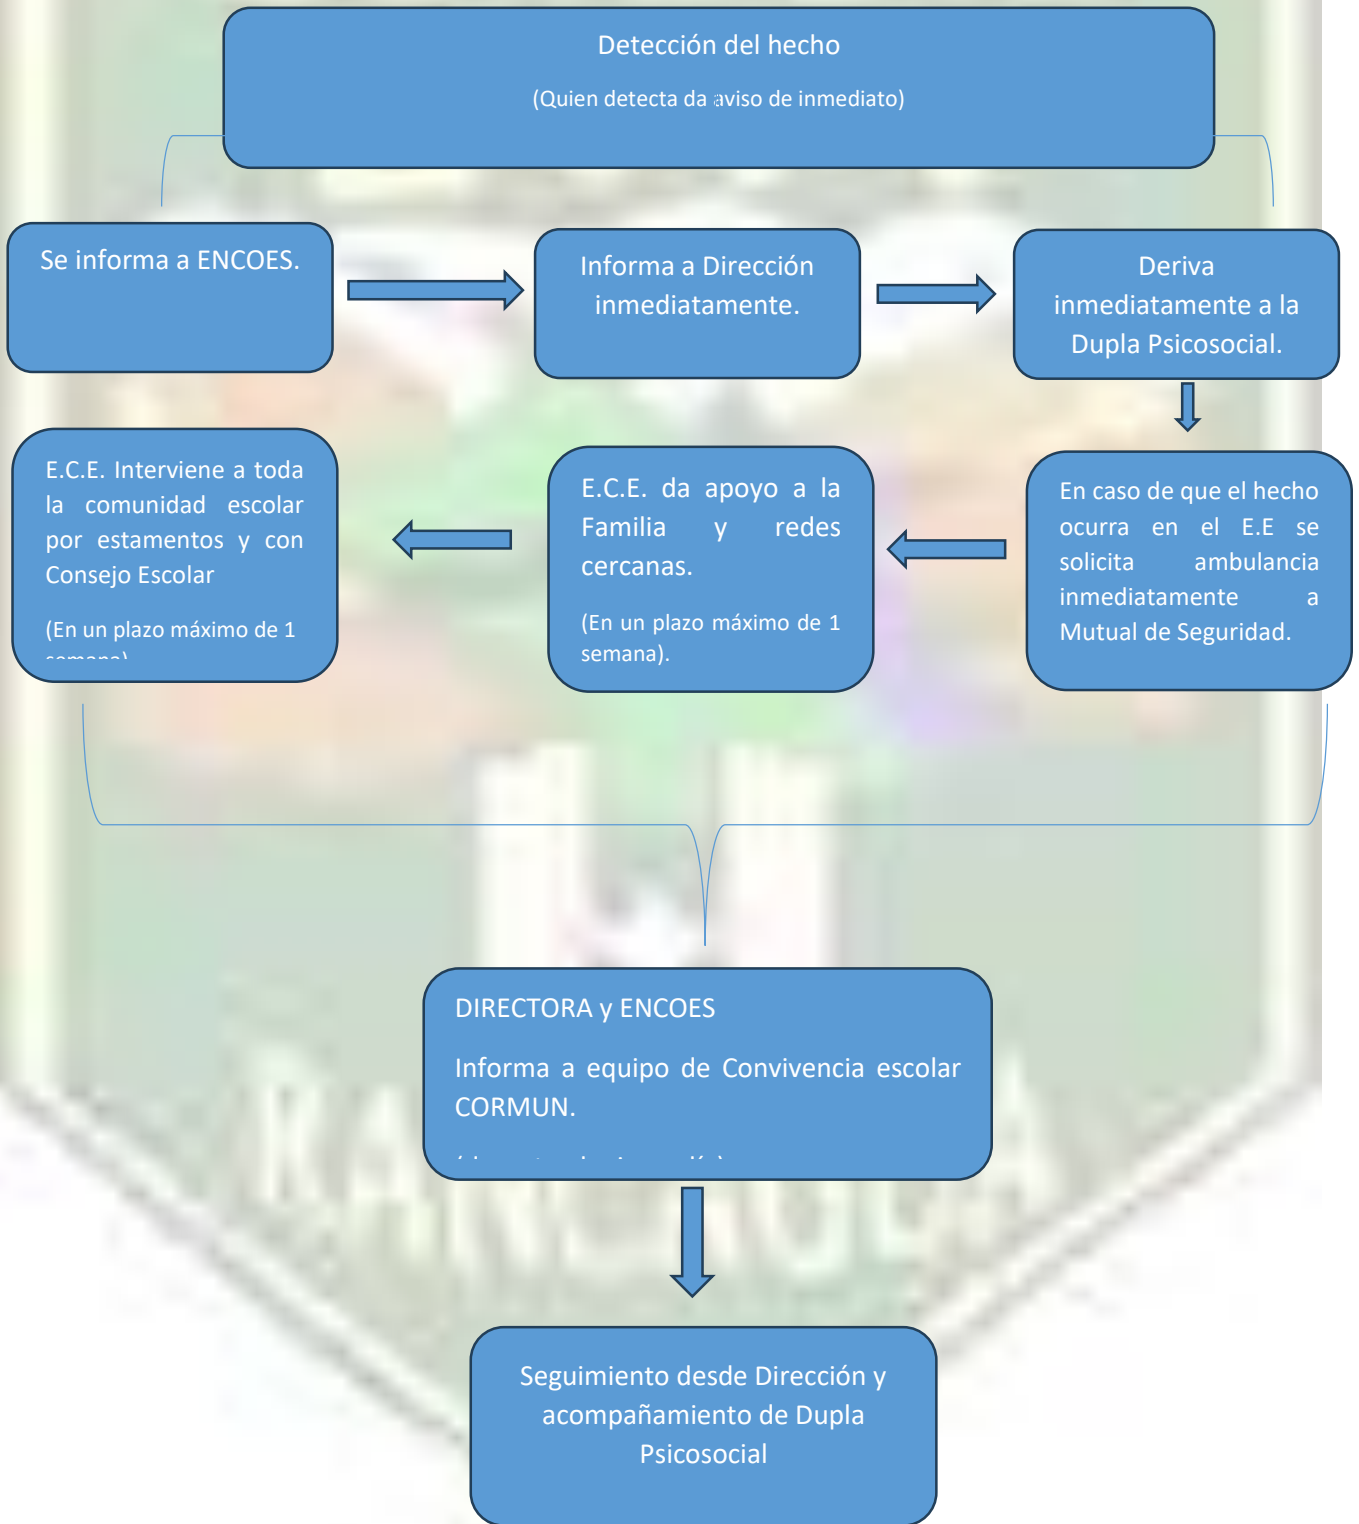 Detección del hecho
(Quien detecta da aviso de inmediato)
Se informa a ENCOES.
Informa a Dirección
inmediatamente.
Deriva
inmediatamente a la
Dupla Psicosocial.
E.C.E. Interviene a toda
la comunidad escolar
por estamentos y con
Consejo Escolar
(En un plazo máximo de 1
semana)
E.C.E. da apoyo a la
Familia y redes
cercanas.
(En un plazo máximo de 1
semana).
En caso de que el hecho
ocurra en el E.E se
solicita ambulancia
inmediatamente a
Mutual de Seguridad.
DIRECTORA y ENCOES
Informa a equipo de Convivencia escolar
CORMUN.
Seguimiento desde Dirección y
acompañamiento de Dupla
Psicosocial